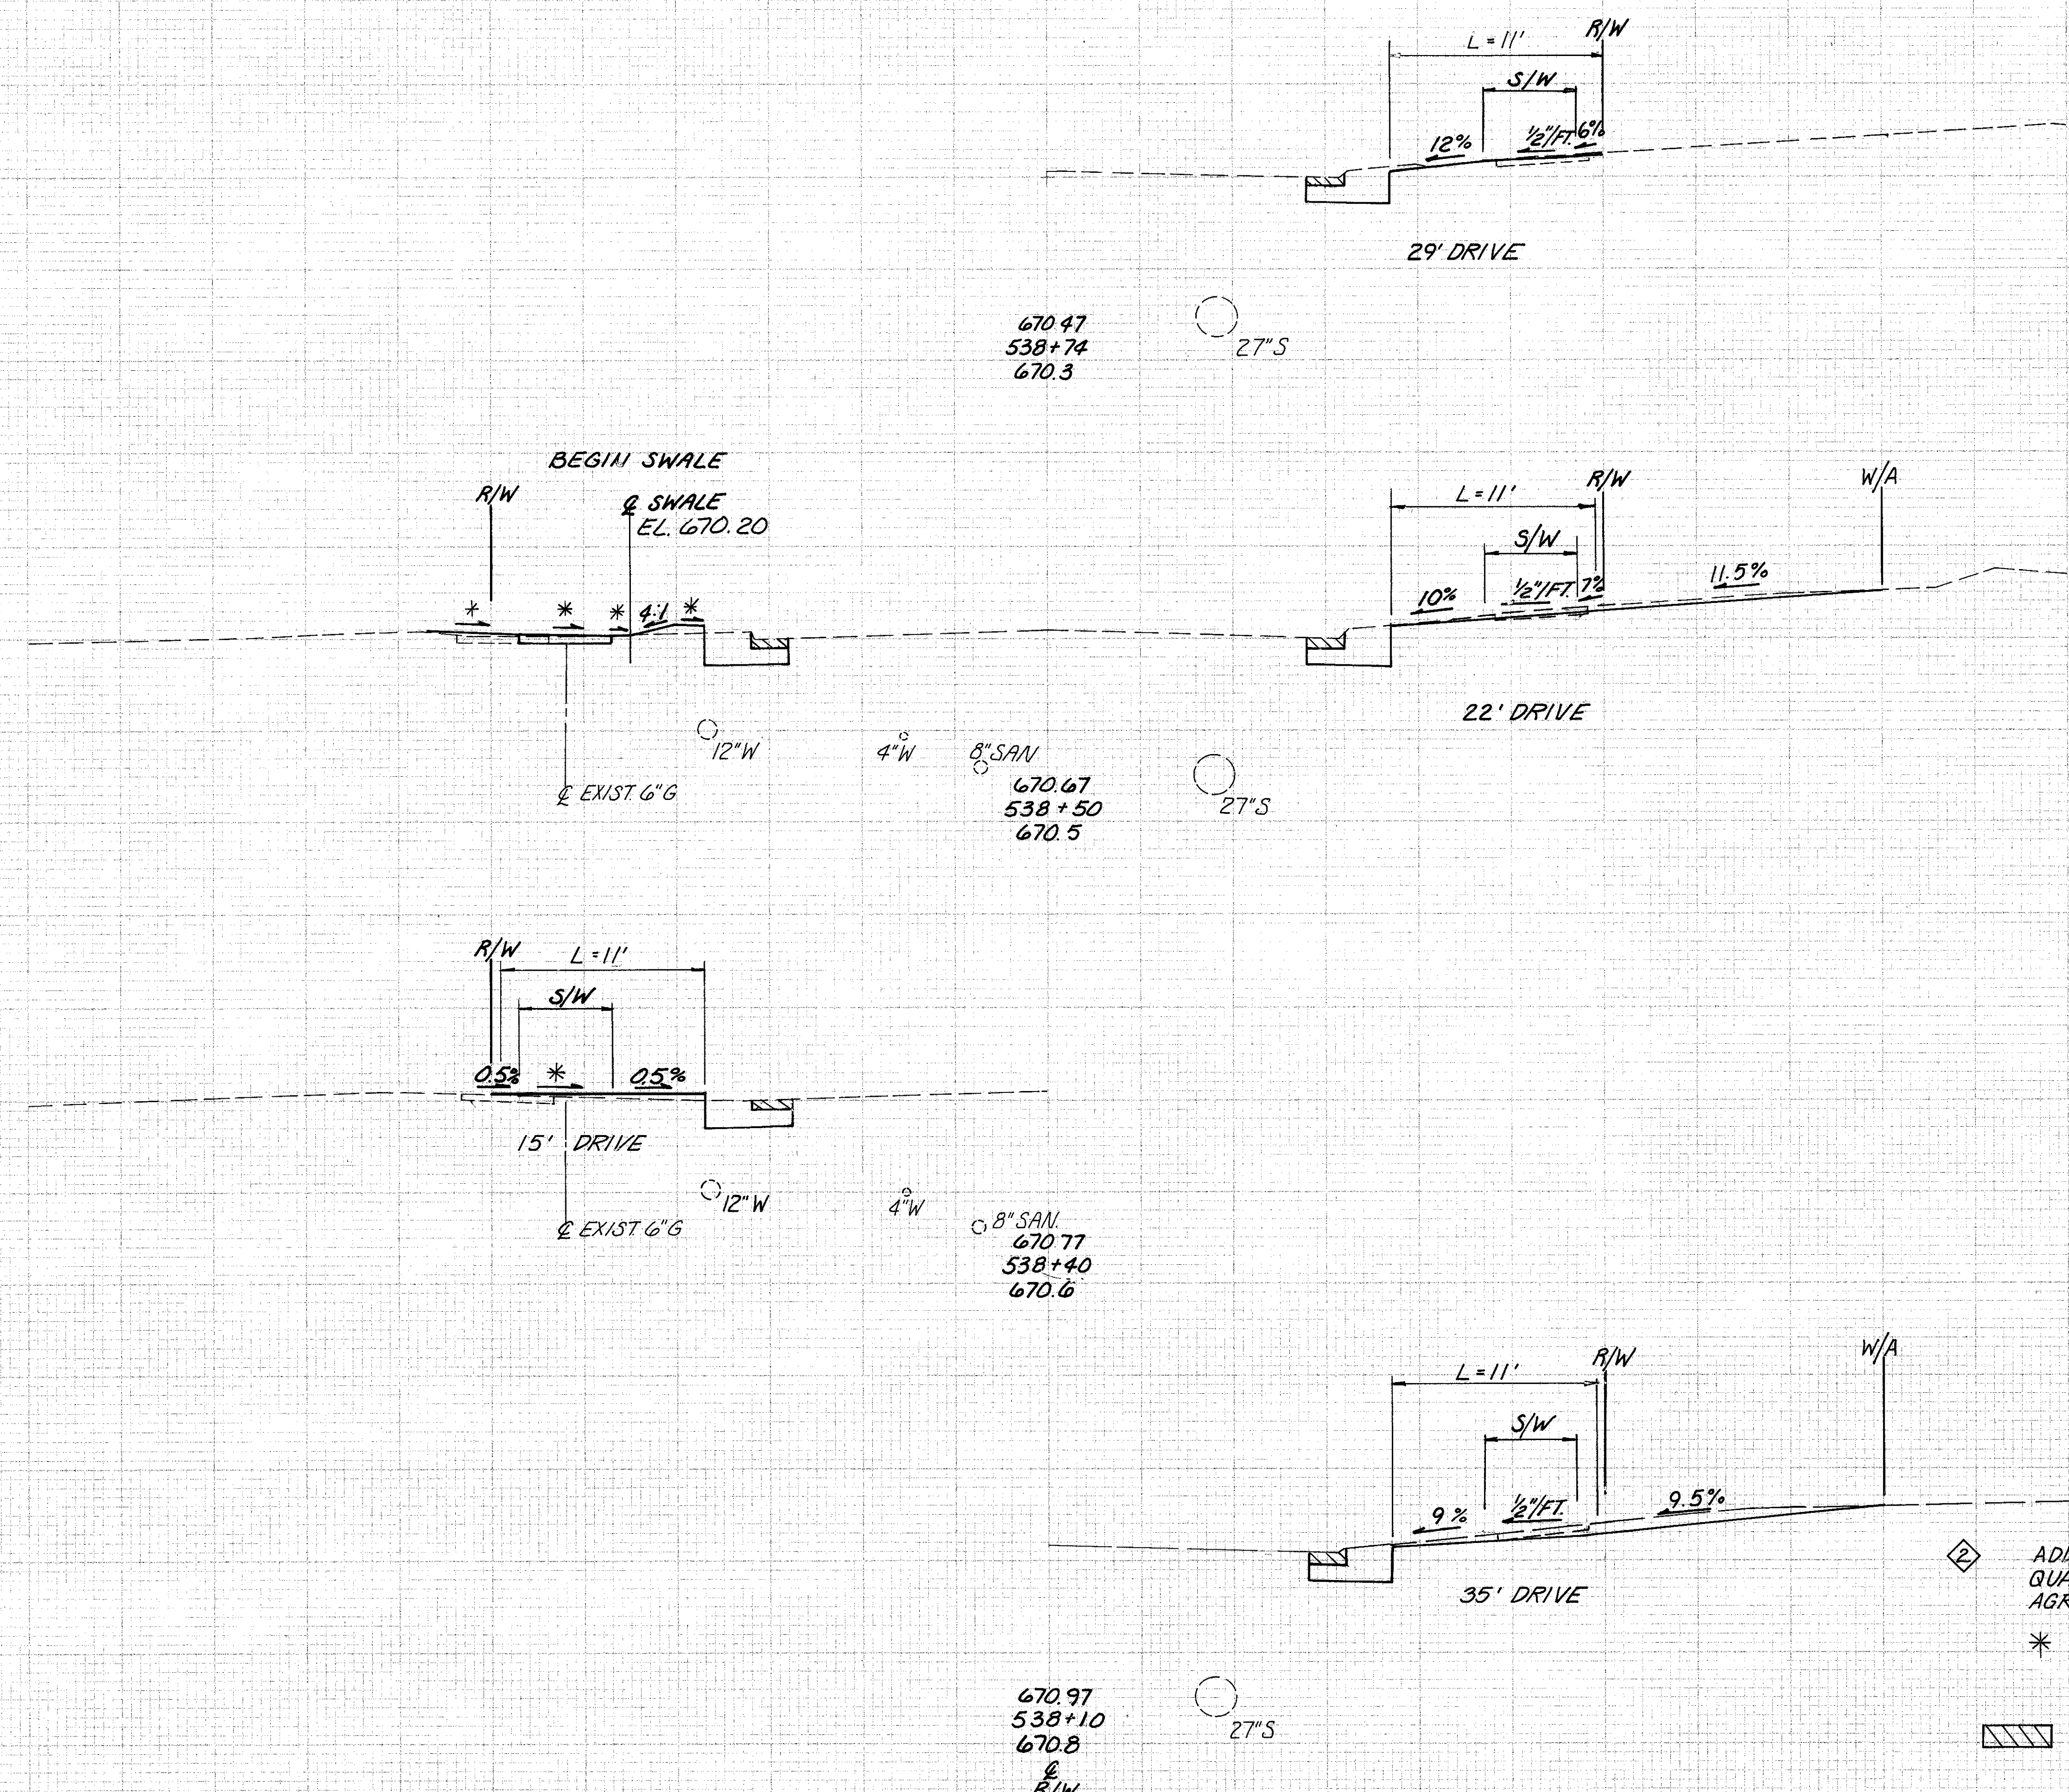 R/W
L = 11'
S/W
12%
1/2"/FT.
6%
29' DRIVE
670.47
538+74
670.3
27"S
BEGIN SWALE
R/W
℄ SWALE
EL. 670.20
*
*
*
4:1
*
R/W
L = 11'
S/W
10%
1/2"/FT.
7%
11.5%
W/A
22' DRIVE
12"W
4"W
8"SAN
℄ EXIST. 6"G
670.67
538+50
670.5
27"S
R/W
L = 11'
S/W
0.5%
*
0.5%
15' DRIVE
12"W
4"W
8"SAN.
℄ EXIST. 6"G
670.77
538+40
670.6
R/W
L = 11'
S/W
9%
1/2"/FT.
9.5%
W/A
35' DRIVE
2
AGR
*
670.97
538+10
670.8
℄
R/W
27"S